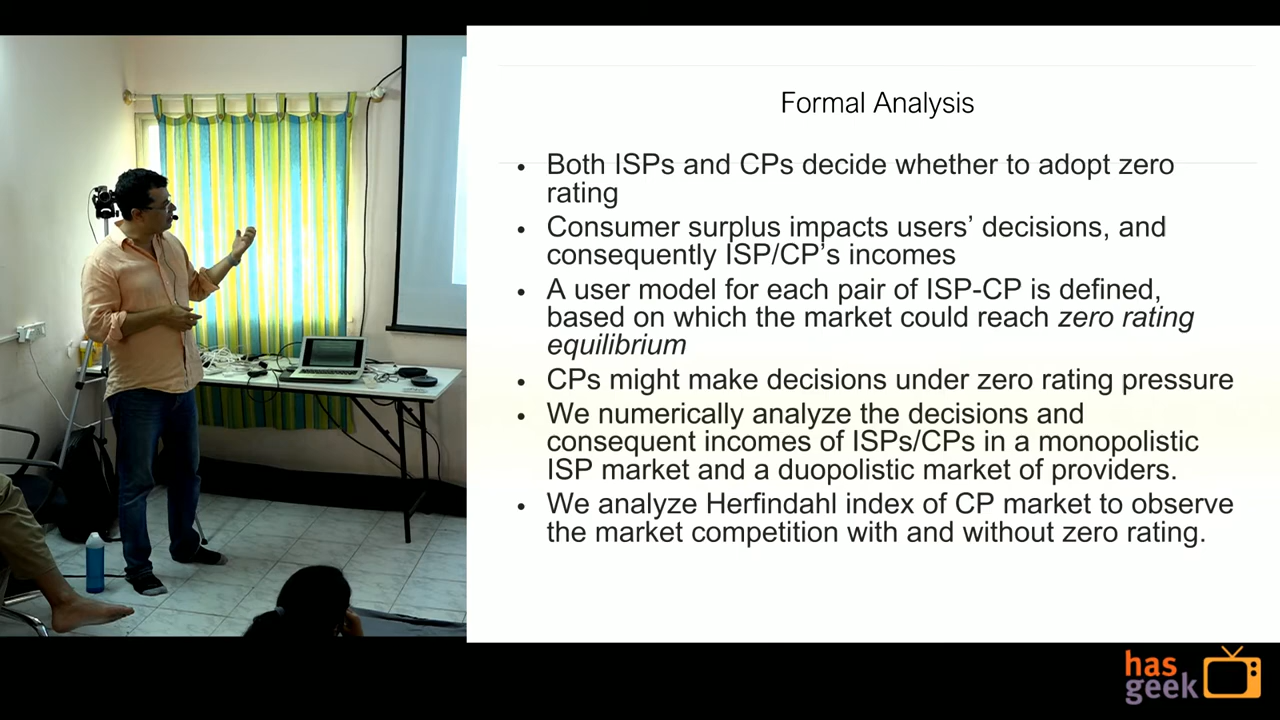 Formal Analysis
• Both ISPs and CPs decide whether to adopt zero
rating
• Consumer surplus impacts users’ decisions, and
consequently ISP/CP’s incomes
• A user model for each pair of ISP-CP is defined,
based on which the market could reach zero rating
equilibrium
• CPs might make decisions under zero rating pressure
• We numerically analyze the decisions and
consequent incomes of ISPs/CPs in a monopolistic
ISP market and a duopolistic market of providers.
• We analyze Herfindahl index of CP market to observe
the market competition with and without zero rating.
has
geek